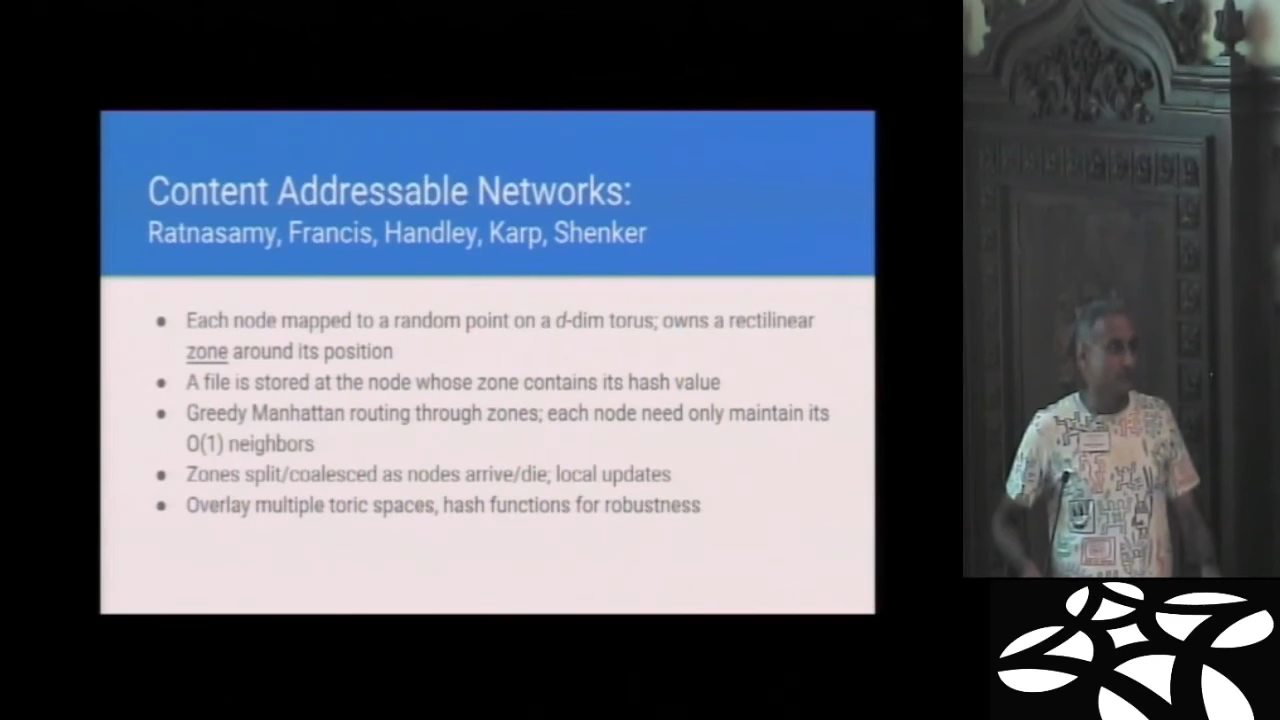 Content Addressable Networks:
Ratnasamy, Francis, Handley, Karp, Shenker
● Each node mapped to a random point on a d-dim torus; owns a rectilinear
zone around its position
● A file is stored at the node whose zone contains its hash value
● Greedy Manhattan routing through zones; each node need only maintain its
O(1) neighbors
● Zones split/coalesced as nodes arrive/die; local updates
● Overlay multiple toric spaces, hash functions for robustness